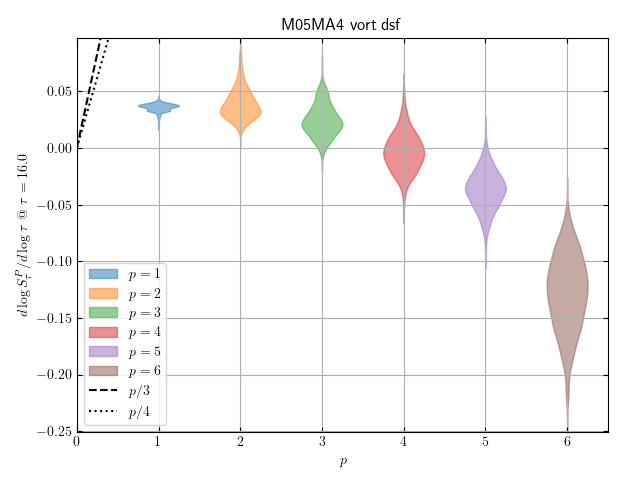 M05MA4 vort dsf
d log S_τ^P / d log τ @ τ = 16.0
0.05
0.00
−0.05
−0.10
−0.15
−0.20
−0.25
p = 1
p = 2
p = 3
p = 4
p = 5
p = 6
p/3
p/4
0 1 2 3 4 5 6
p